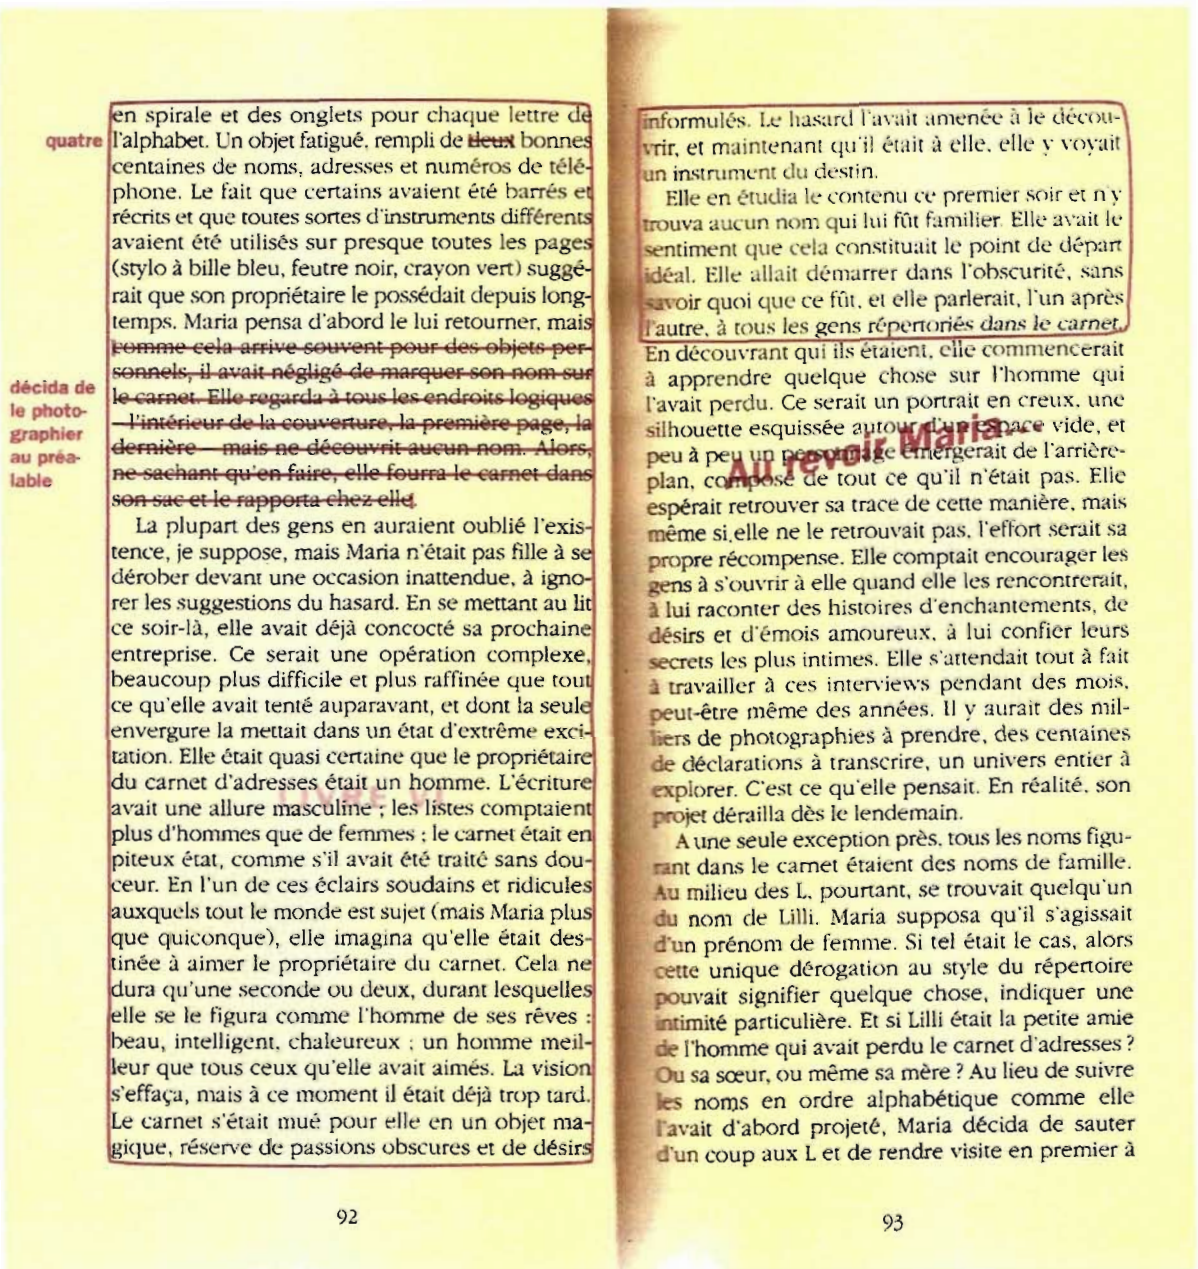 en spirale et des onglets pour chaque lettre de
quatre
l'alphabet. Un objet fatigué, rempli de deux bonnes
centaines de noms, adresses et numéros de télé-
phone. Le fait que certains avaient été barrés et
récrits et que toutes sortes d'instruments différents
avaient été utilisés sur presque toutes les pages
(stylo à bille bleu, feutre noir, crayon vert) suggé-
rait que son propriétaire le possédait depuis long-
temps. Maria pensa d'abord le lui retourner, mais
comme cela arrive souvent pour des objets per-
sonnels, il avait négligé de marquer son nom sur
le carnet. Elle regarda à tous les endroits logiques
– l'intérieur de la couverture, la première page, la
dernière – mais ne découvrit aucun nom. Alors,
ne sachant qu'en faire, elle fourra le carnet dans
son sac et le rapporta chez elle.
décida de
le photo-
graphier
au préa-
lable
La plupart des gens en auraient oublié l'exis-
tence, je suppose, mais Maria n'était pas fille à se
dérober devant une occasion inattendue, à igno-
rer les suggestions du hasard. En se mettant au lit
ce soir-là, elle avait déjà concocté sa prochaine
entreprise. Ce serait une opération complexe,
beaucoup plus difficile et plus raffinée que tout
ce qu'elle avait tenté auparavant, et dont la seule
envergure la mettait dans un état d'extrême exci-
tation. Elle était quasi certaine que le propriétaire
du carnet d'adresses était un homme. L'écriture
avait une allure masculine ; les listes comptaient
plus d'hommes que de femmes ; le carnet était en
piteux état, comme s'il avait été traité sans dou-
ceur. En l'un de ces éclairs soudains et ridicules
auxquels tout le monde est sujet (mais Maria plus
que quiconque), elle imagina qu'elle était des-
tinée à aimer le propriétaire du carnet. Cela ne
dura qu'une seconde ou deux, durant lesquelles
elle se le figura comme l'homme de ses rêves :
beau, intelligent, chaleureux ; un homme meil-
leur que tous ceux qu'elle avait aimés. La vision
s'effaça, mais à ce moment il était déjà trop tard.
Le carnet s'était mué pour elle en un objet ma-
gique, réserve de passions obscures et de désirs
92
informulés. Le hasard l'avait amenée à le décou-
vrir, et maintenant qu'il était à elle, elle y voyait
un instrument du destin.
Elle en étudia le contenu ce premier soir et n'y
trouva aucun nom qui lui fût familier. Elle avait le
sentiment que cela constituait le point de départ
idéal. Elle allait démarrer dans l'obscurité, sans
savoir quoi que ce fût, et elle parlerait, l'un après
l'autre, à tous les gens répertoriés dans le carnet.
En découvrant qui ils étaient, elle commencerait
à apprendre quelque chose sur l'homme qui
l'avait perdu. Ce serait un portrait en creux, une
silhouette esquissée autour d'un espace vide, et
peu à peu un personnage émergerait de l'arrière-
plan, composé de tout ce qu'il n'était pas. Elle
Au revoir Maria
espérait retrouver sa trace de cette manière, mais
même si elle ne le retrouvait pas, l'effort serait sa
propre récompense. Elle comptait encourager les
gens à s'ouvrir à elle quand elle les rencontrerait,
à lui raconter des histoires d'enchantements, de
désirs et d'émois amoureux, à lui confier leurs
secrets les plus intimes. Elle s'attendait tout à fait
à travailler à ces interviews pendant des mois,
peut-être même des années. Il y aurait des mil-
liers de photographies à prendre, des centaines
de déclarations à transcrire, un univers entier à
explorer. C'est ce qu'elle pensait. En réalité, son
projet dérailla dès le lendemain.
A une seule exception près, tous les noms figu-
rant dans le carnet étaient des noms de famille.
Au milieu des L, pourtant, se trouvait quelqu'un
du nom de Lilli. Maria supposa qu'il s'agissait
d'un prénom de femme. Si tel était le cas, alors
cette unique dérogation au style du répertoire
pouvait signifier quelque chose, indiquer une
intimité particulière. Et si Lilli était la petite amie
de l'homme qui avait perdu le carnet d'adresses ?
Ou sa sœur, ou même sa mère ? Au lieu de suivre
les noms en ordre alphabétique comme elle
l'avait d'abord projeté, Maria décida de sauter
d'un coup aux L et de rendre visite en premier à
93